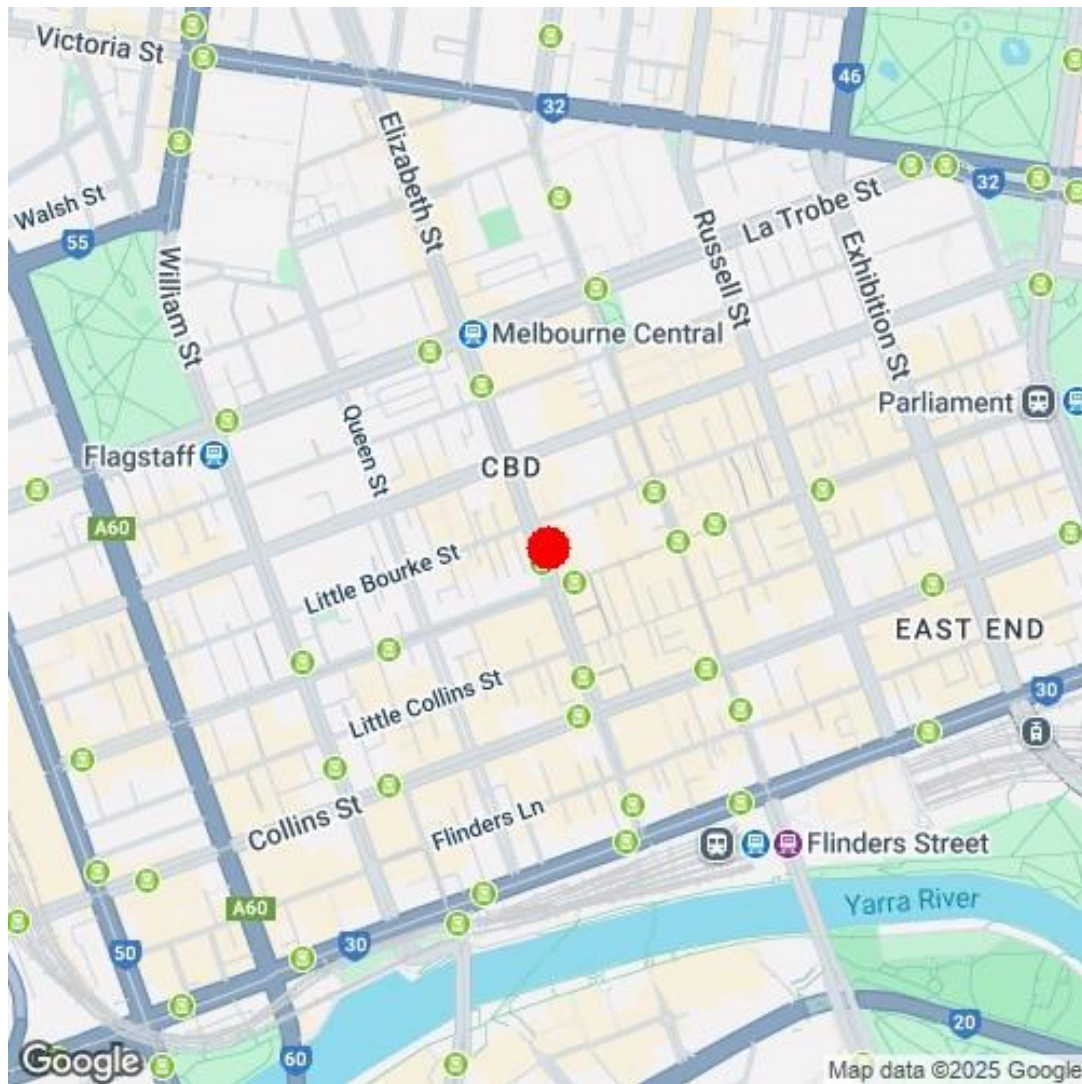 Victoria St
32
46
Elizabeth St
Walsh St
55
William St
La Trobe St
32
Russell St
Exhibition St
Melbourne Central
Queen St
Parliament
Flagstaff
CBD
A60
Little Bourke St
EAST END
Little Collins St
30
Collins St
Flinders Ln
Flinders Street
A60
Yarra River
30
50
20
60
Google
Map data ©2025 Google